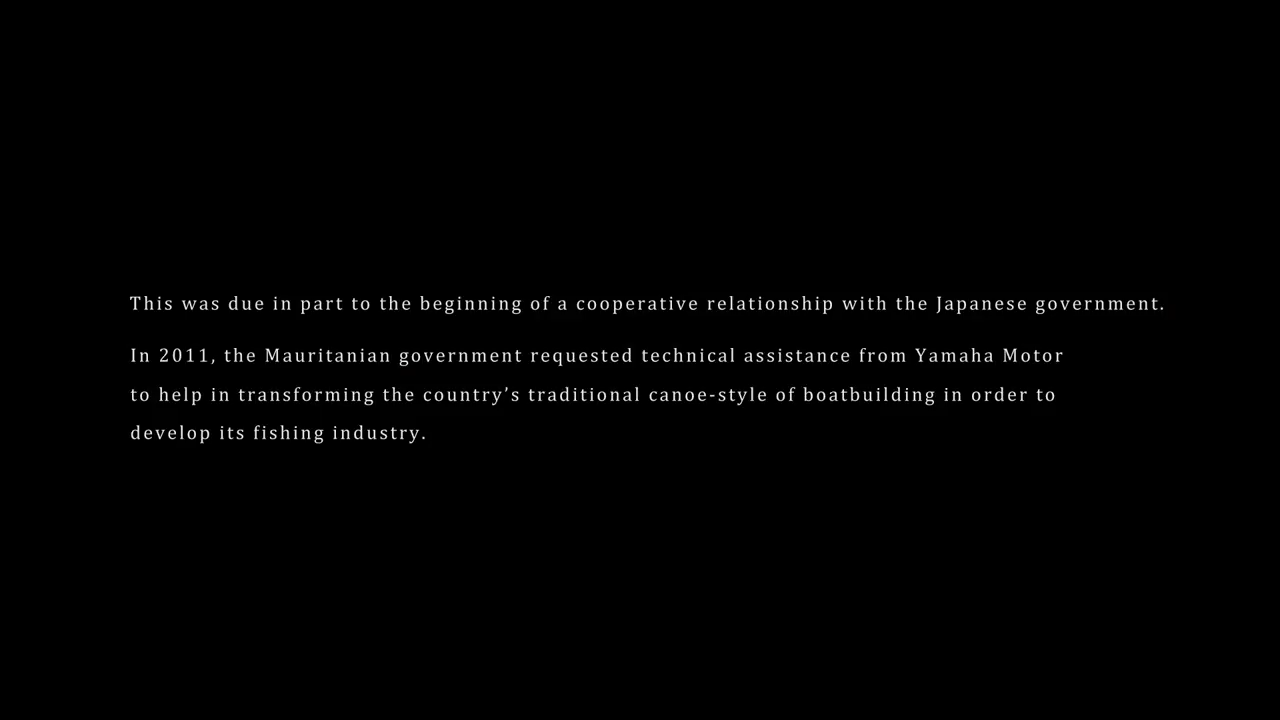 This was due in part to the beginning of a cooperative relationship with the Japanese government.
In 2011, the Mauritanian government requested technical assistance from Yamaha Motor
to help in transforming the country’s traditional canoe-style of boatbuilding in order to
develop its fishing industry.